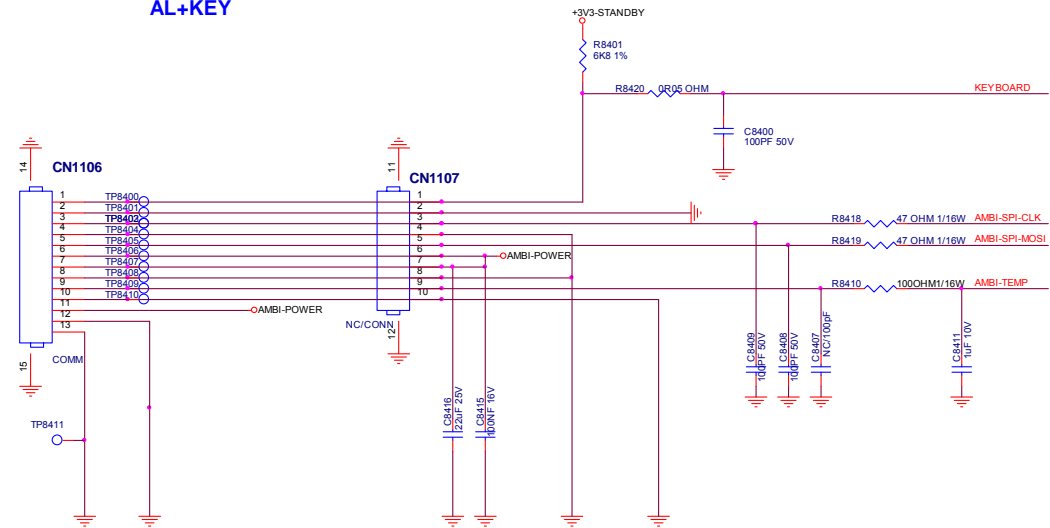 AL+KEY
+3V3-STANDBY
R8401
6K8 1%
R8420 0R05 OHM
KEYBOARD
C8400
100PF 50V
14
CN1106
11
CN1107
1
2
3
4
5
6
7
8
9
10
11
12
13
TP8400
TP8401
TP8404
TP8405
TP8406
TP8407
TP8408
TP8409
TP8410
1
2
3
4
5
6
7
8
9
10
AMBI-POWER
AMBI-POWER
R8418 47 OHM 1/16W AMBI-SPI-CLK
R8419 47 OHM 1/16W AMBI-SPI-MOSI
R8410 100OHM1/16W AMBI-TEMP
NC/CONN
12
COMM
15
C8409
100PF 50V
C8408
100PF 50V
C8407
NC/100pF
C8411
1uF 10V
C8416
22uF 25V
C8415
100NF 16V
TP8411